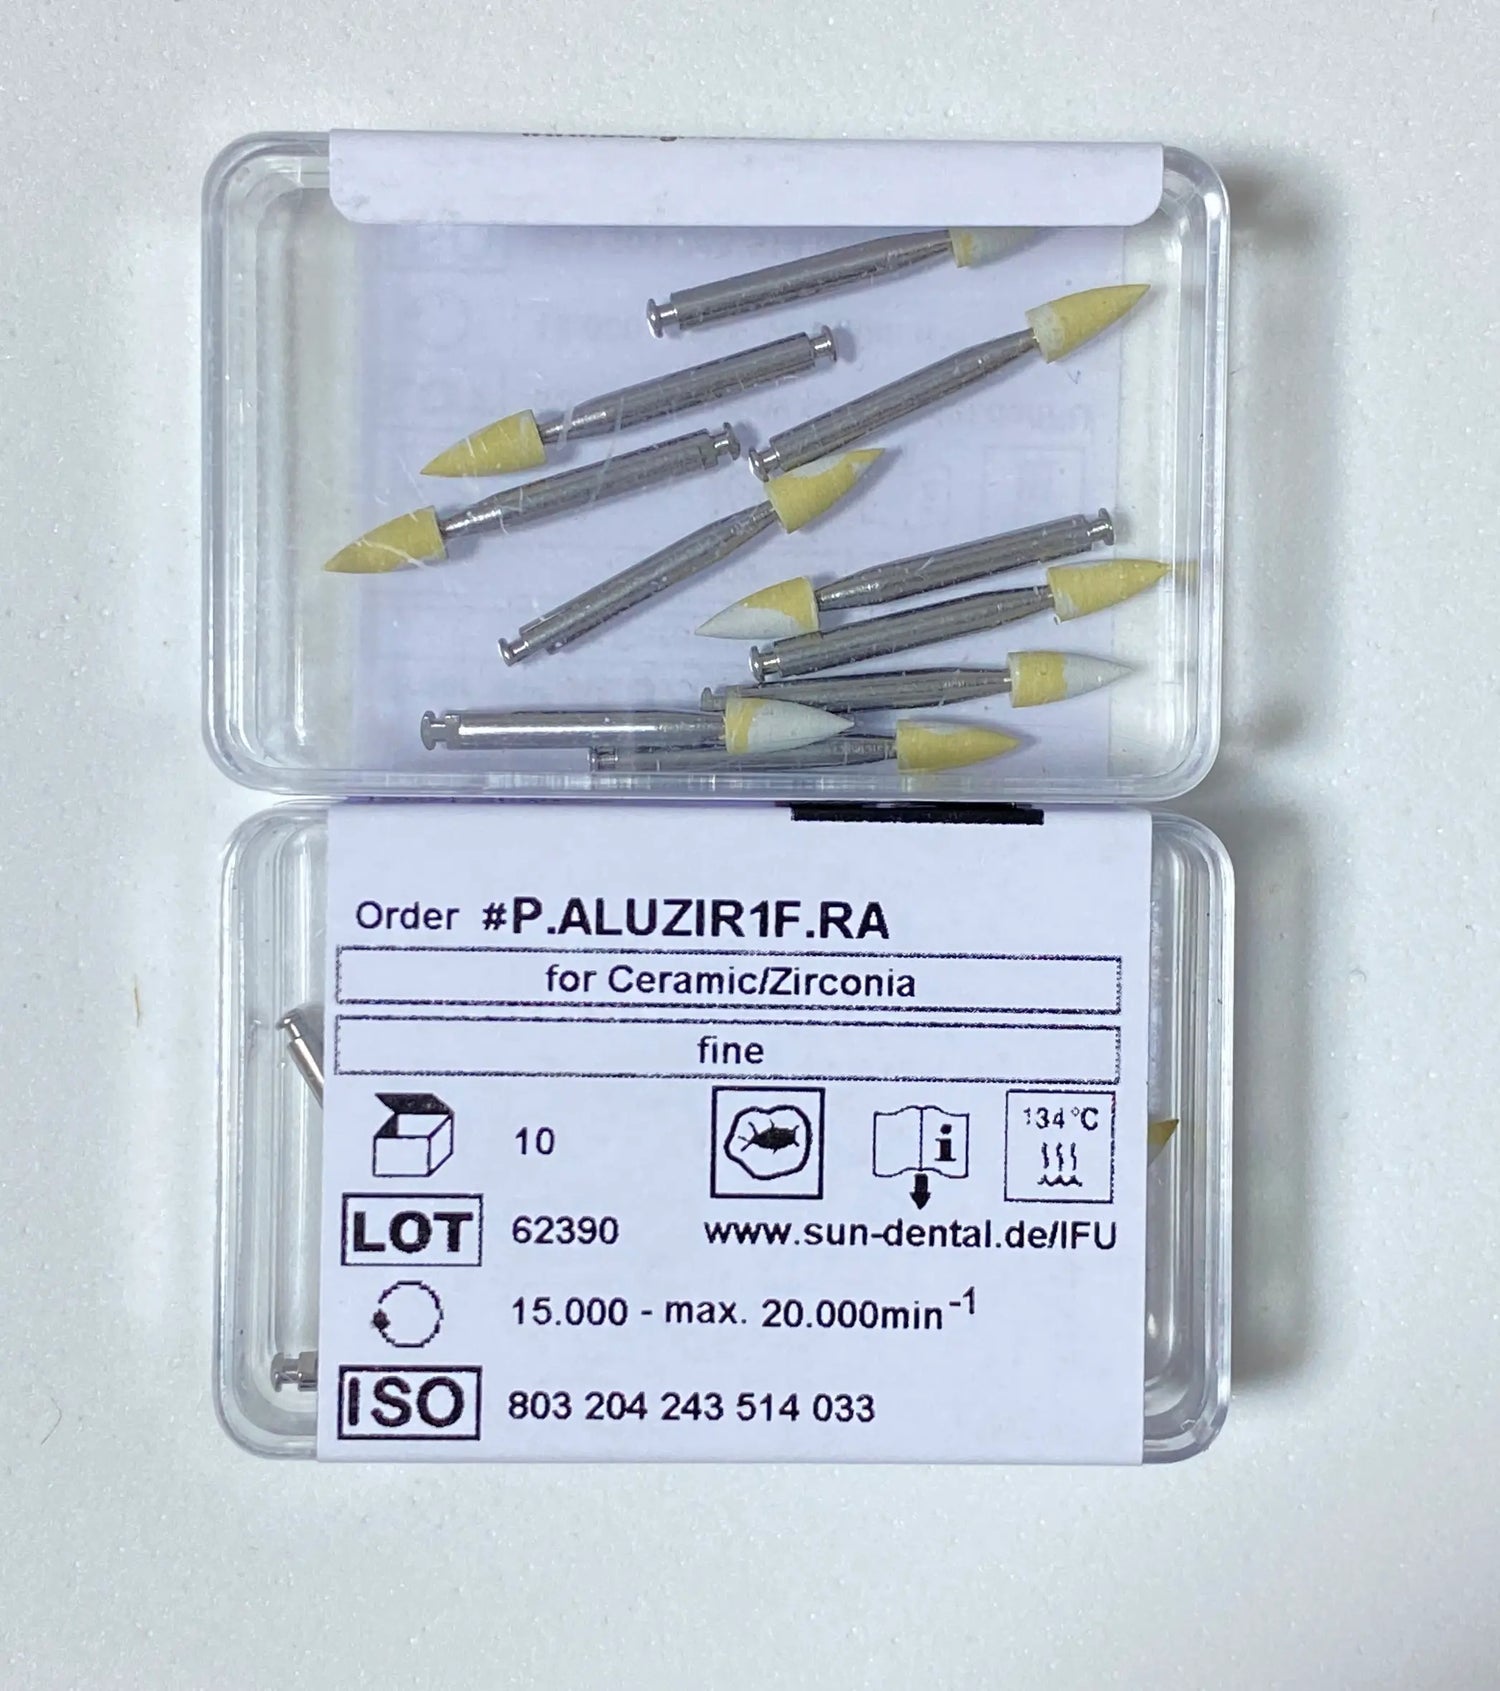 Order #P.ALUZIR1F.RA
for Ceramic/Zirconia
fine
10
134°C
LOT 62390 www.sun-dental.de/IFU
15.000 - max. 20.000min⁻¹
ISO 803 204 243 514 033